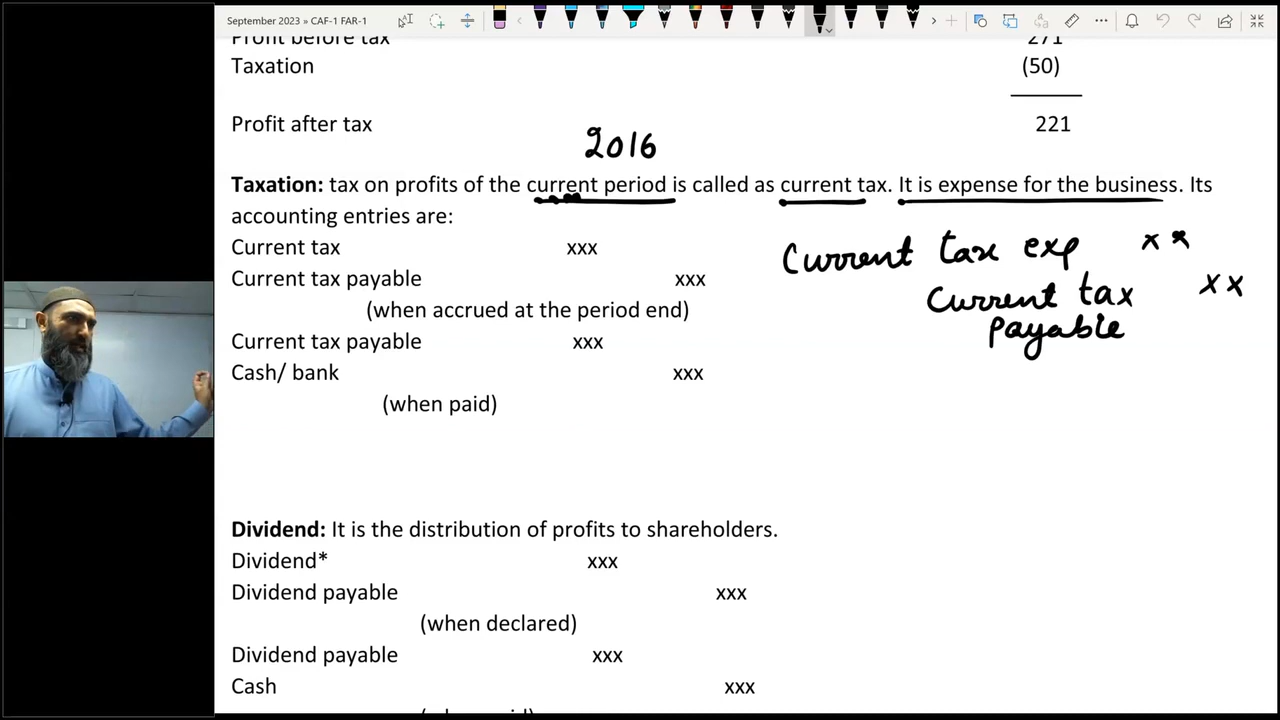 September 2023 » CAF-1 FAR-1
Profit before tax 271
Taxation (50)
Profit after tax 221
2016
Taxation: tax on profits of the current period is called as current tax. It is expense for the business. Its
accounting entries are:
Current tax xxx
Current tax payable xxx
(when accrued at the period end)
Current tax payable xxx
Cash/ bank xxx
(when paid)
Current tax exp x x
Current tax x x
payable
Dividend: It is the distribution of profits to shareholders.
Dividend* xxx
Dividend payable xxx
(when declared)
Dividend payable xxx
Cash xxx